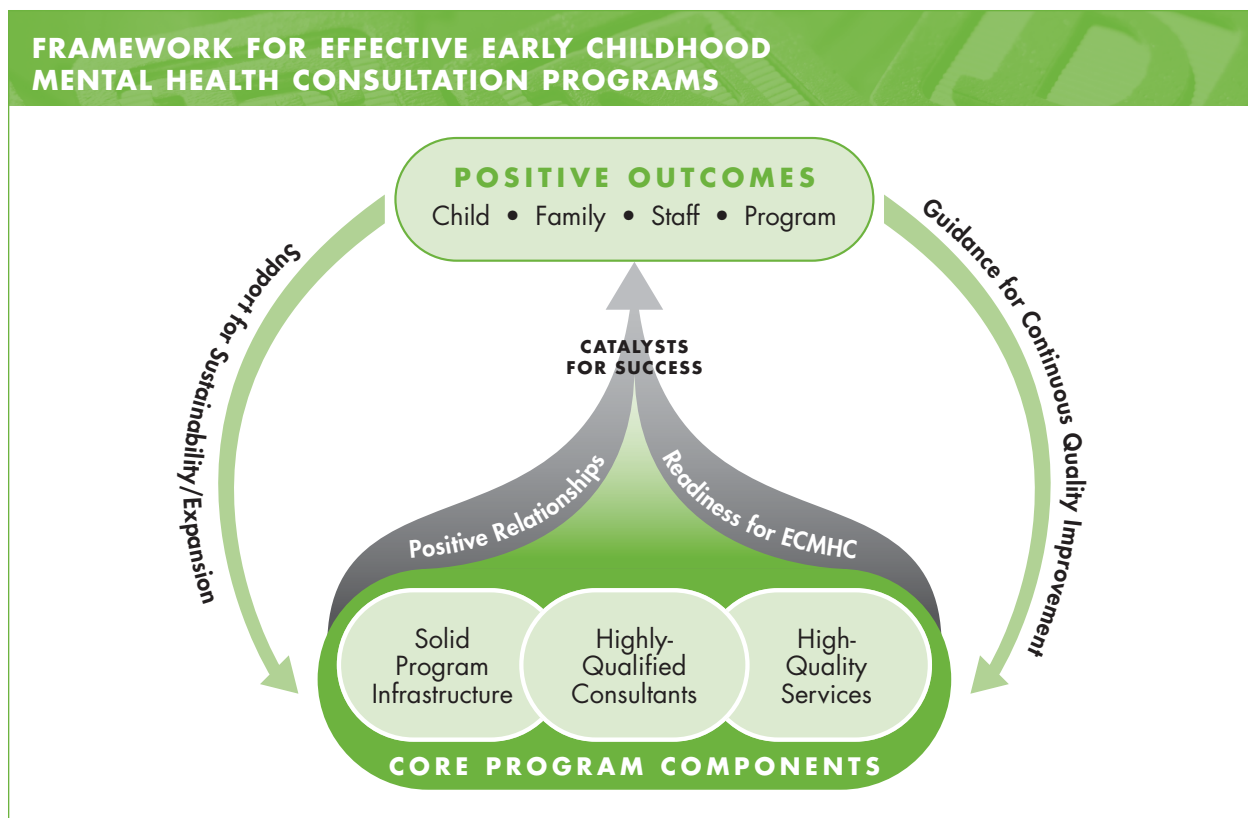 FRAMEWORK FOR EFFECTIVE EARLY CHILDHOOD
MENTAL HEALTH CONSULTATION PROGRAMS
POSITIVE OUTCOMES
Child • Family • Staff • Program
Support for Sustainability/Expansion
Guidance for Continuous Quality Improvement
CATALYSTS
FOR SUCCESS
Positive Relationships
Readiness for ECMHC
Solid
Program
Infrastructure
Highly-
Qualified
Consultants
High-
Quality
Services
CORE PROGRAM COMPONENTS